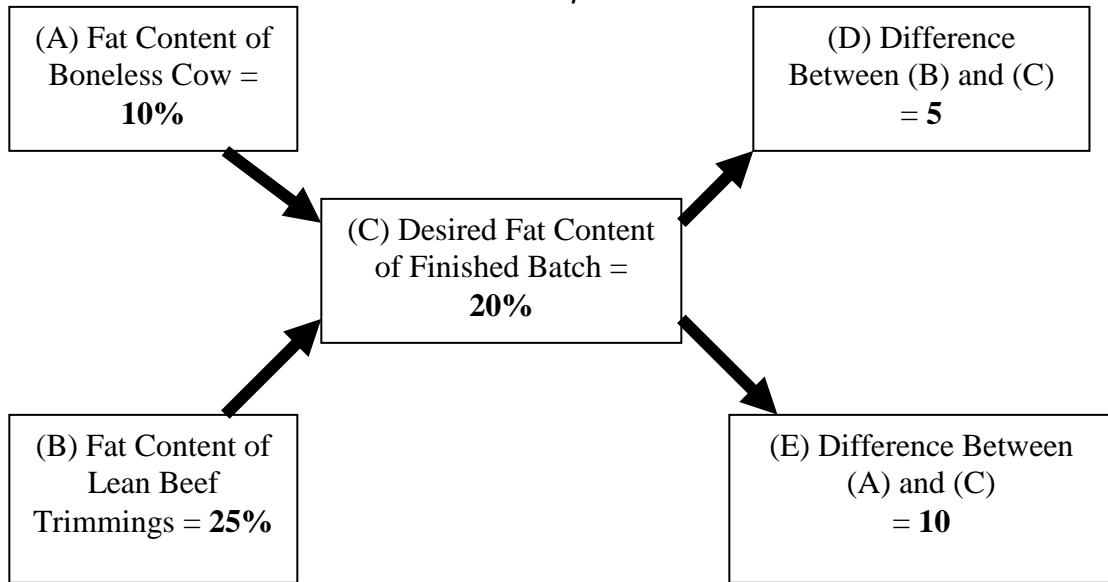 (A) Fat Content of
Boneless Cow =
10%
(D) Difference
Between (B) and (C)
= 5
(C) Desired Fat Content
of Finished Batch =
20%
(B) Fat Content of
Lean Beef
Trimmings = 25%
(E) Difference Between
(A) and (C)
= 10